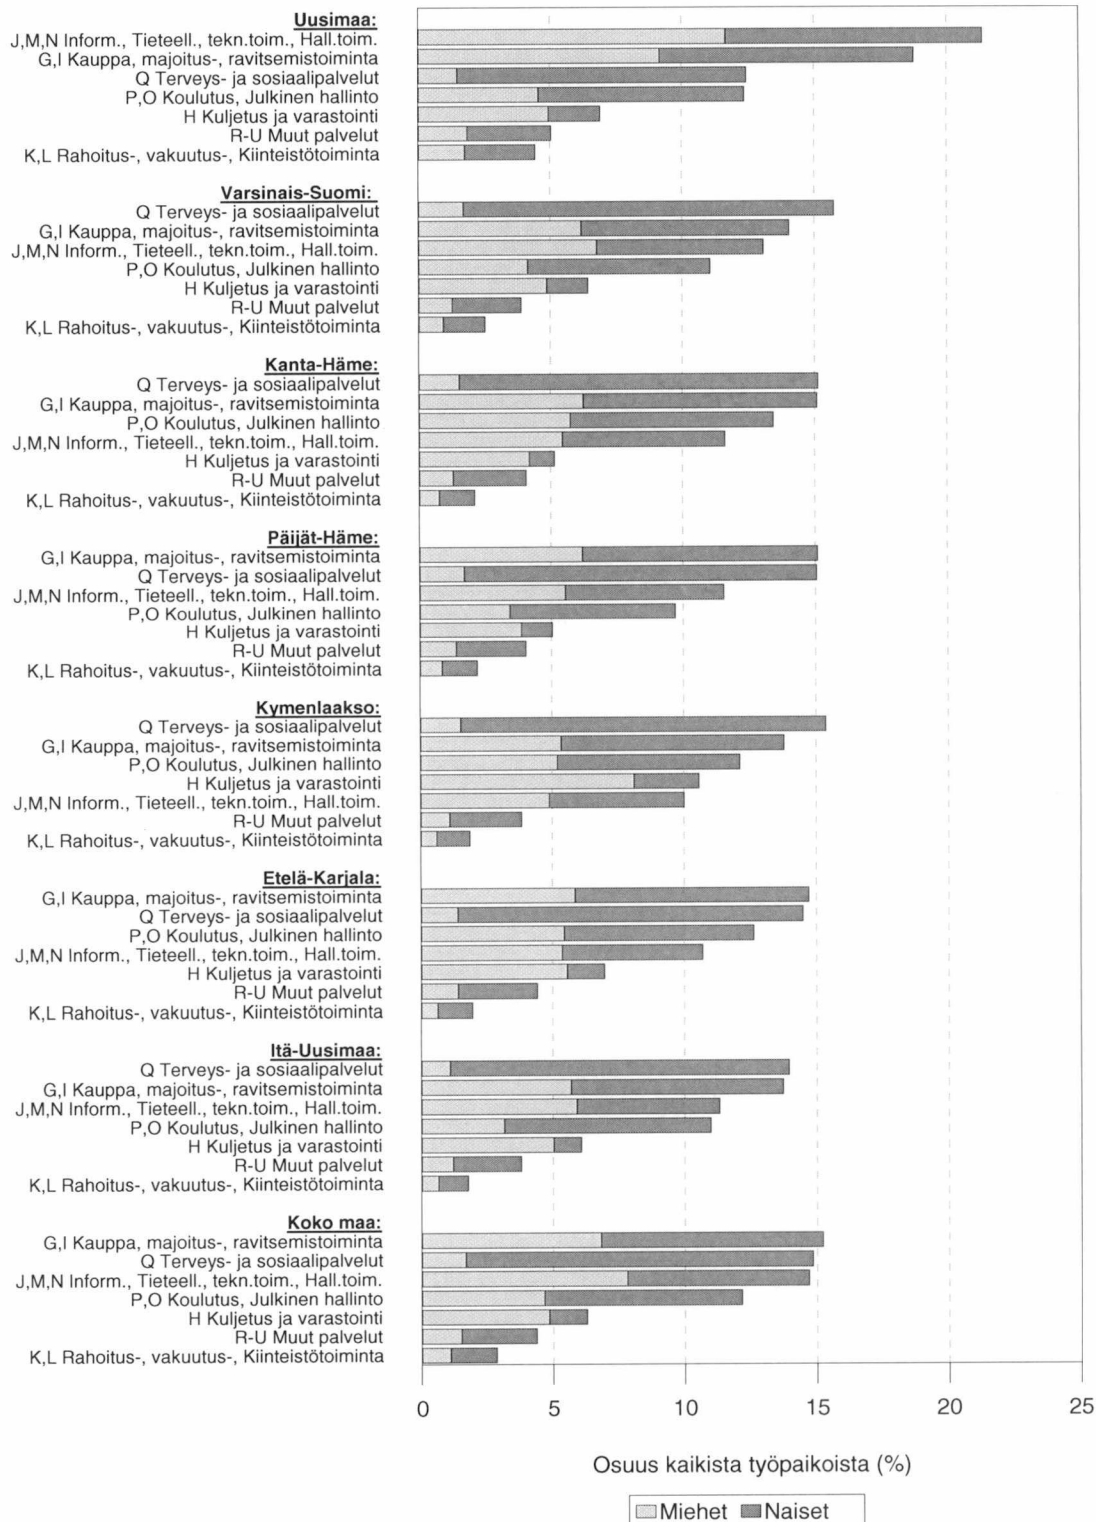 Uusimaa:
J,M,N Inform., Tieteell., tekn.toim., Hall.toim.
G,I Kauppa, majoitus-, ravitsemistoiminta
Q Terveys- ja sosiaalipalvelut
P,O Koulutus, Julkinen hallinto
H Kuljetus ja varastointi
R-U Muut palvelut
K,L Rahoitus-, vakuutus-, Kiinteistötoiminta
Varsinais-Suomi:
Q Terveys- ja sosiaalipalvelut
G,I Kauppa, majoitus-, ravitsemistoiminta
J,M,N Inform., Tieteell., tekn.toim., Hall.toim.
P,O Koulutus, Julkinen hallinto
H Kuljetus ja varastointi
R-U Muut palvelut
K,L Rahoitus-, vakuutus-, Kiinteistötoiminta
Kanta-Häme:
Q Terveys- ja sosiaalipalvelut
G,I Kauppa, majoitus-, ravitsemistoiminta
P,O Koulutus, Julkinen hallinto
J,M,N Inform., Tieteell., tekn.toim., Hall.toim.
H Kuljetus ja varastointi
R-U Muut palvelut
K,L Rahoitus-, vakuutus-, Kiinteistötoiminta
Päijät-Häme:
G,I Kauppa, majoitus-, ravitsemistoiminta
Q Terveys- ja sosiaalipalvelut
J,M,N Inform., Tieteell., tekn.toim., Hall.toim.
P,O Koulutus, Julkinen hallinto
H Kuljetus ja varastointi
R-U Muut palvelut
K,L Rahoitus-, vakuutus-, Kiinteistötoiminta
Kymenlaakso:
Q Terveys- ja sosiaalipalvelut
G,I Kauppa, majoitus-, ravitsemistoiminta
P,O Koulutus, Julkinen hallinto
H Kuljetus ja varastointi
J,M,N Inform., Tieteell., tekn.toim., Hall.toim.
R-U Muut palvelut
K,L Rahoitus-, vakuutus-, Kiinteistötoiminta
Etelä-Karjala:
G,I Kauppa, majoitus-, ravitsemistoiminta
Q Terveys- ja sosiaalipalvelut
P,O Koulutus, Julkinen hallinto
J,M,N Inform., Tieteell., tekn.toim., Hall.toim.
H Kuljetus ja varastointi
R-U Muut palvelut
K,L Rahoitus-, vakuutus-, Kiinteistötoiminta
Itä-Uusimaa:
Q Terveys- ja sosiaalipalvelut
G,I Kauppa, majoitus-, ravitsemistoiminta
J,M,N Inform., Tieteell., tekn.toim., Hall.toim.
P,O Koulutus, Julkinen hallinto
H Kuljetus ja varastointi
R-U Muut palvelut
K,L Rahoitus-, vakuutus-, Kiinteistötoiminta
Koko maa:
G,I Kauppa, majoitus-, ravitsemistoiminta
Q Terveys- ja sosiaalipalvelut
J,M,N Inform., Tieteell., tekn.toim., Hall.toim.
P,O Koulutus, Julkinen hallinto
H Kuljetus ja varastointi
R-U Muut palvelut
K,L Rahoitus-, vakuutus-, Kiinteistötoiminta
0 5 10 15 20 25
Osuus kaikista työpaikoista (%)
Miehet Naiset